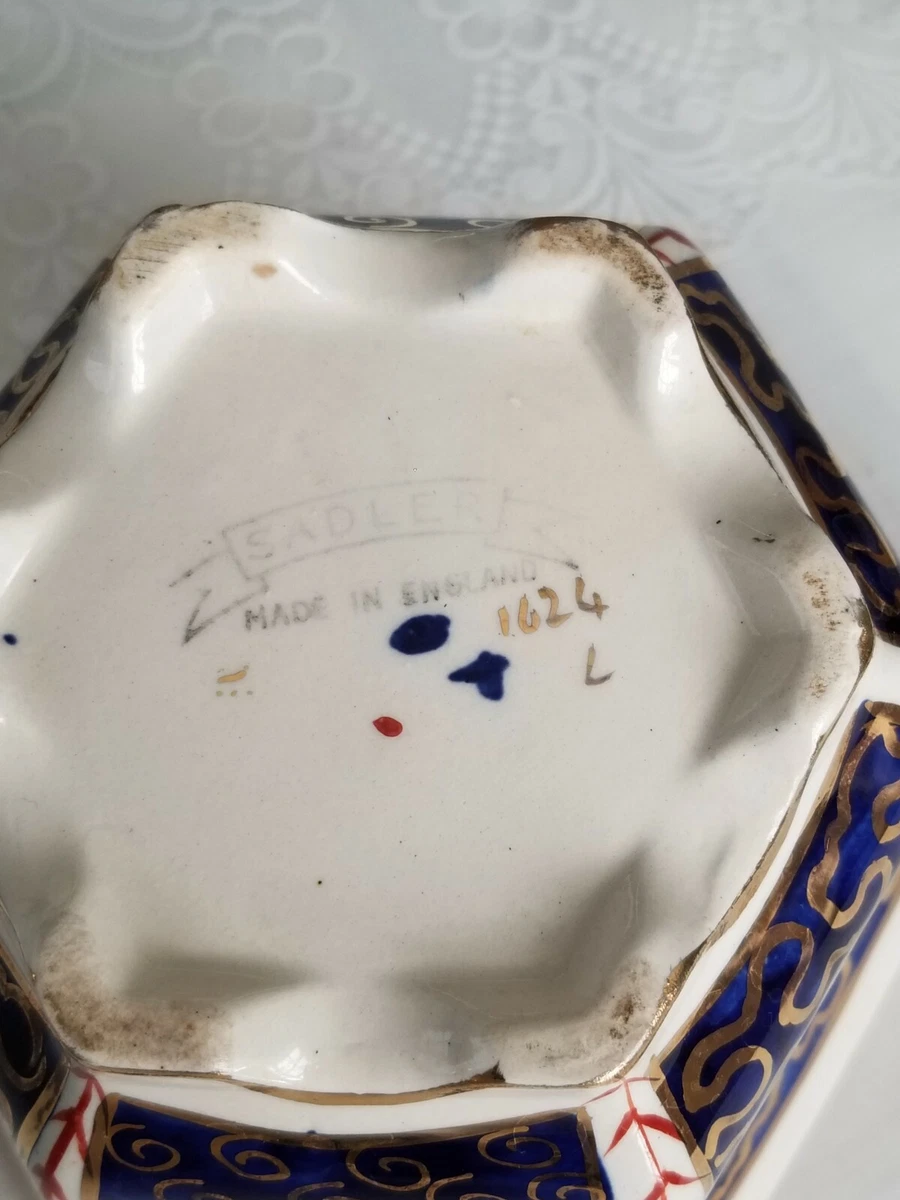 SADLER
MADE IN ENGLAND
1624
L